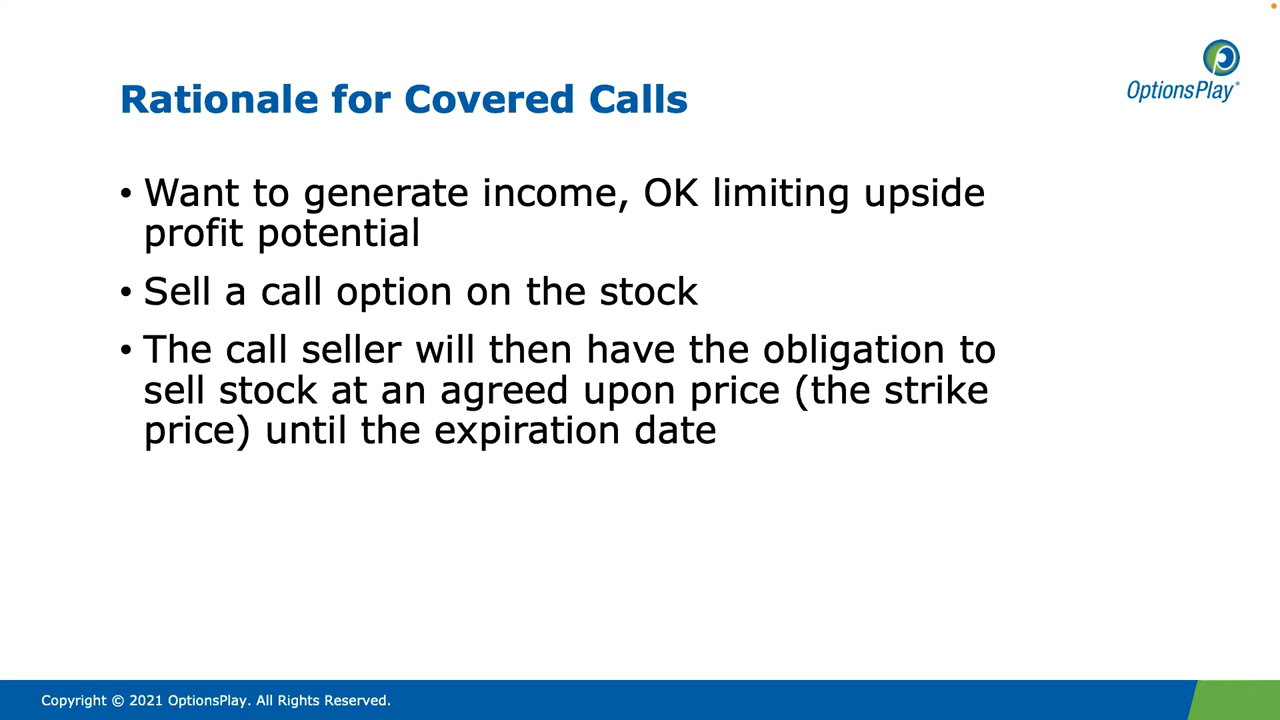 OptionsPlay®
Rationale for Covered Calls
• Want to generate income, OK limiting upside
profit potential
• Sell a call option on the stock
• The call seller will then have the obligation to
sell stock at an agreed upon price (the strike
price) until the expiration date
Copyright © 2021 OptionsPlay. All Rights Reserved.